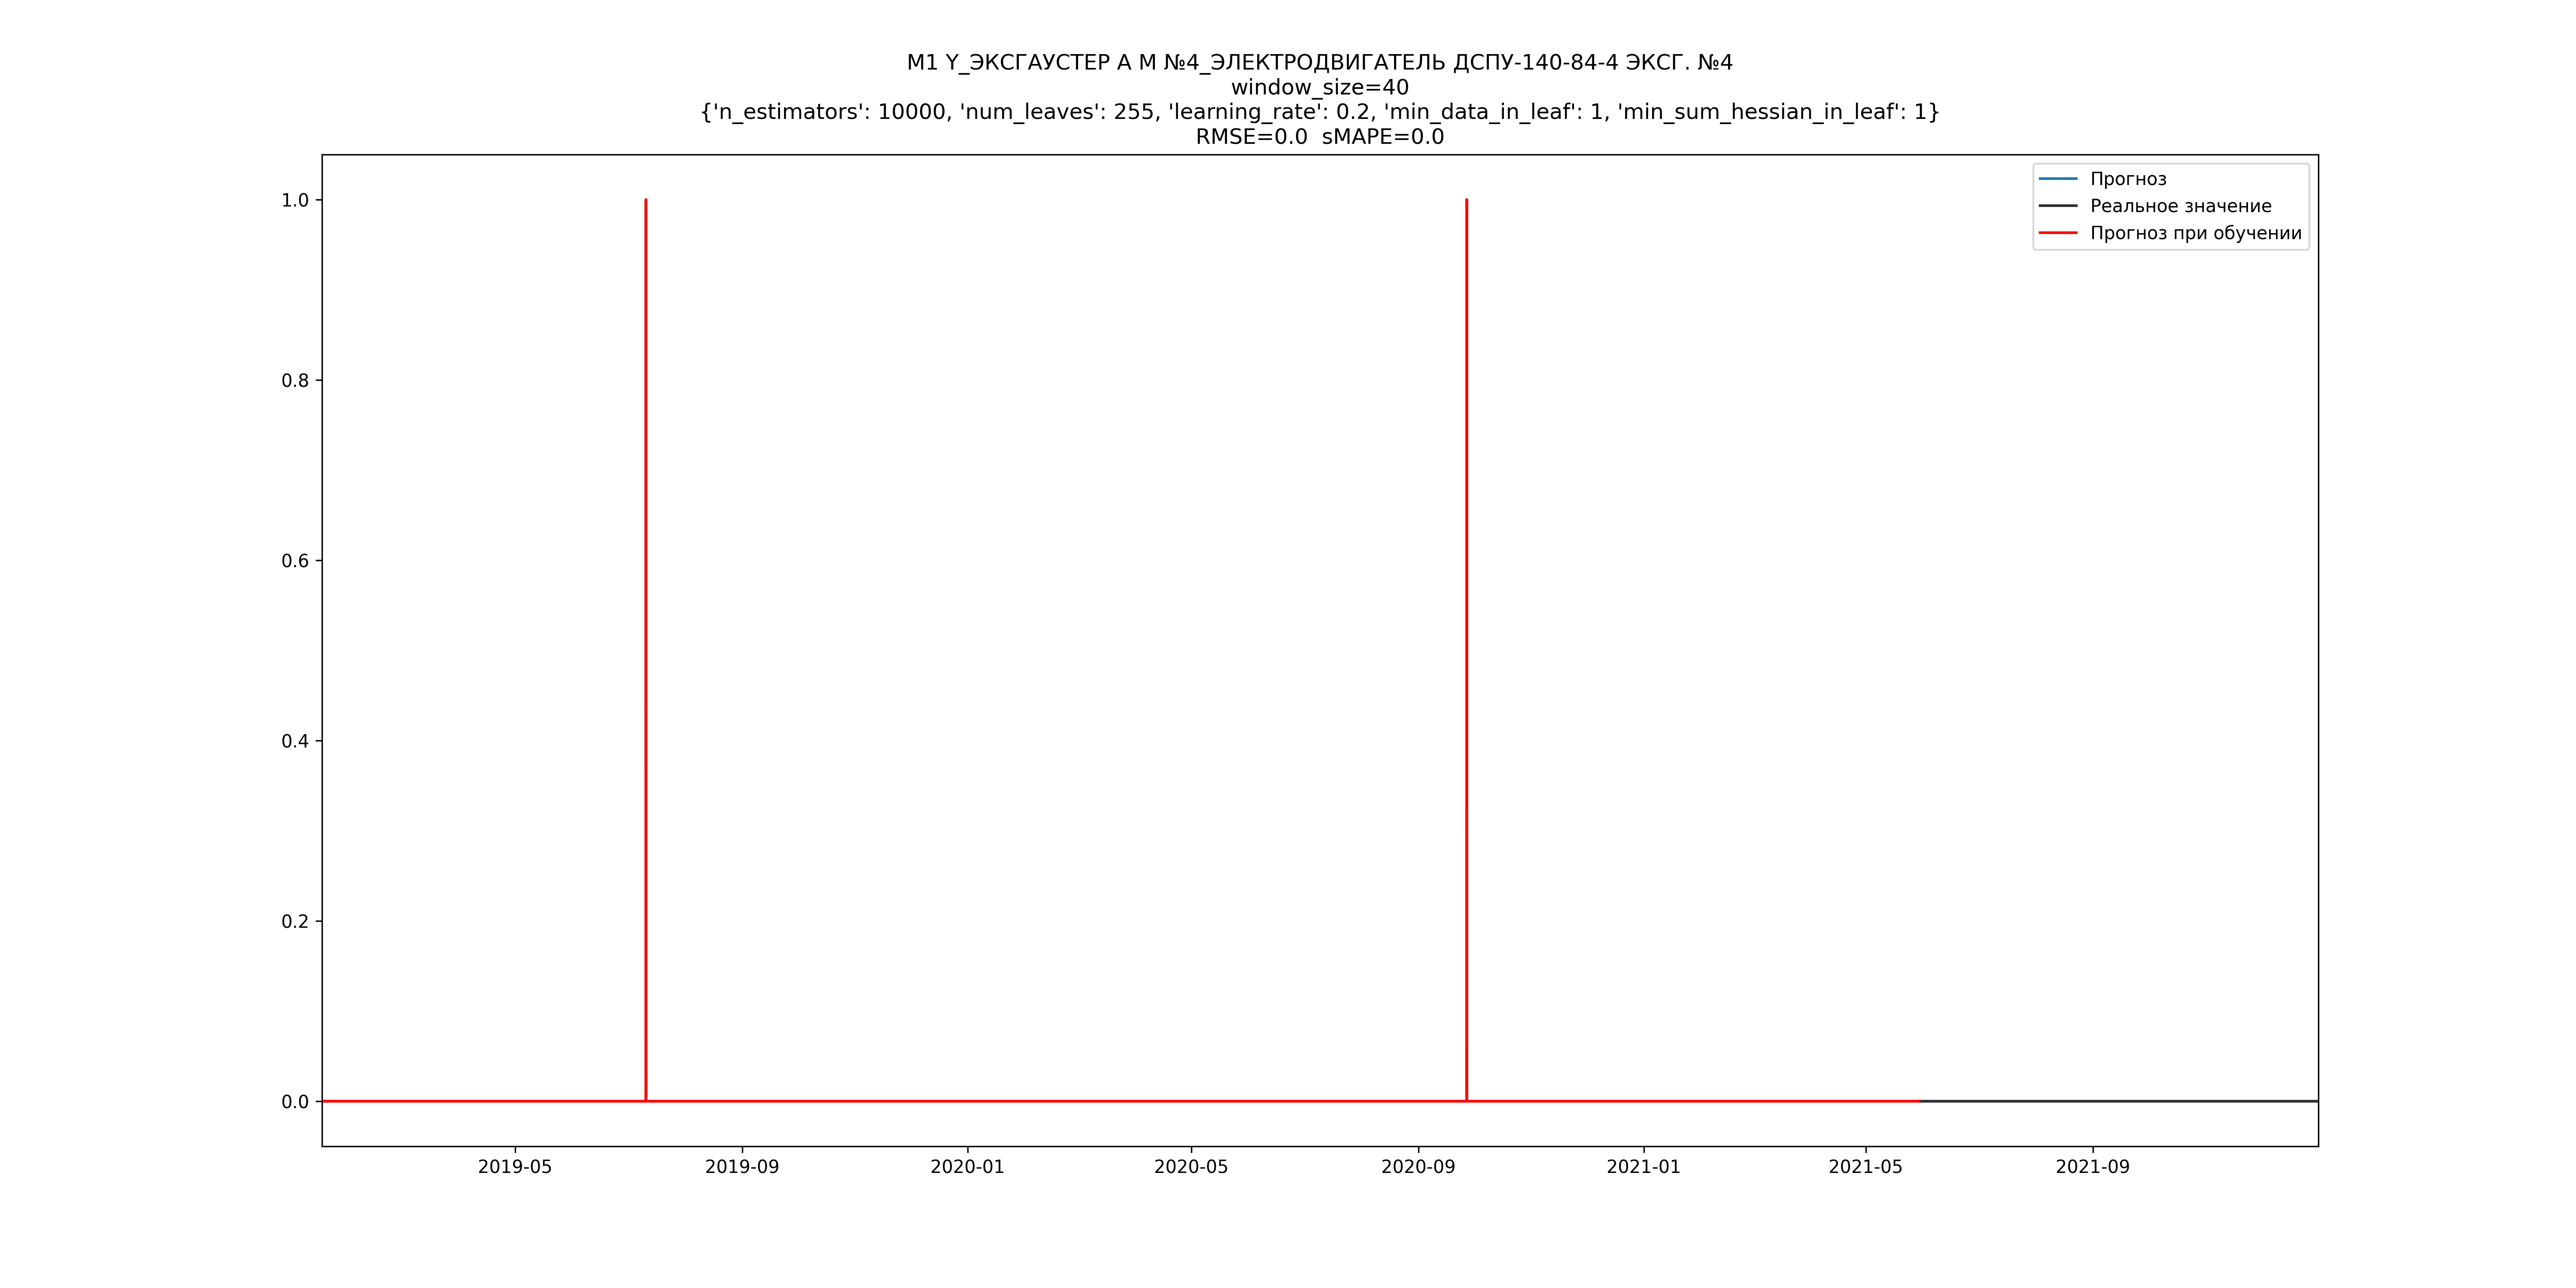 М1 Y_ЭКСГАУСТЕР А М №4_ЭЛЕКТРОДВИГАТЕЛЬ ДСПУ-140-84-4 ЭКСГ. №4
window_size=40
{'n_estimators': 10000, 'num_leaves': 255, 'learning_rate': 0.2, 'min_data_in_leaf': 1, 'min_sum_hessian_in_leaf': 1}
RMSE=0.0  sMAPE=0.0
Прогноз
Реальное значение
Прогноз при обучении
1.0
0.8
0.6
0.4
0.2
0.0
2019-05
2019-09
2020-01
2020-05
2020-09
2021-01
2021-05
2021-09